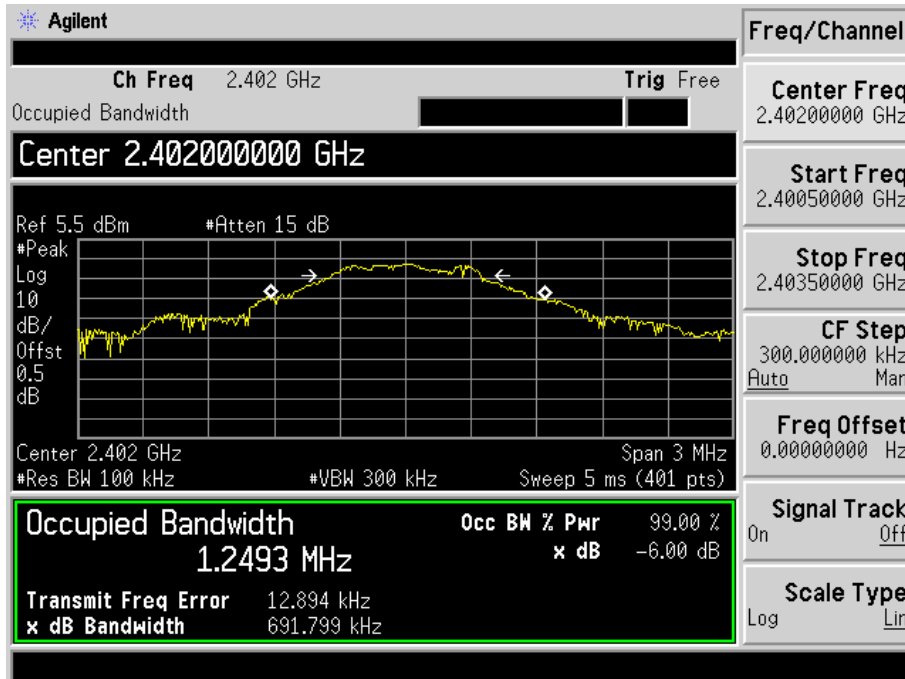 Agilent
Freq/Channel
Ch Freq 2.402 GHz Trig Free
Occupied Bandwidth
Center 2.402000000 GHz
Ref 5.5 dBm #Atten 15 dB
#Peak
Log
10
dB/
Offst
0.5
dB
Center 2.402 GHz Span 3 MHz
#Res BW 100 kHz #VBW 300 kHz Sweep 5 ms (401 pts)
Occupied Bandwidth
1.2493 MHz
Occ BW % Pwr 99.00 %
x dB -6.00 dB
Transmit Freq Error 12.894 kHz
x dB Bandwidth 691.799 kHz
Center Freq
2.40200000 GHz
Start Freq
2.40050000 GHz
Stop Freq
2.40350000 GHz
CF Step
300.000000 kHz
Auto Man
Freq Offset
0.00000000 Hz
Signal Track
On Off
Scale Type
Log Lin